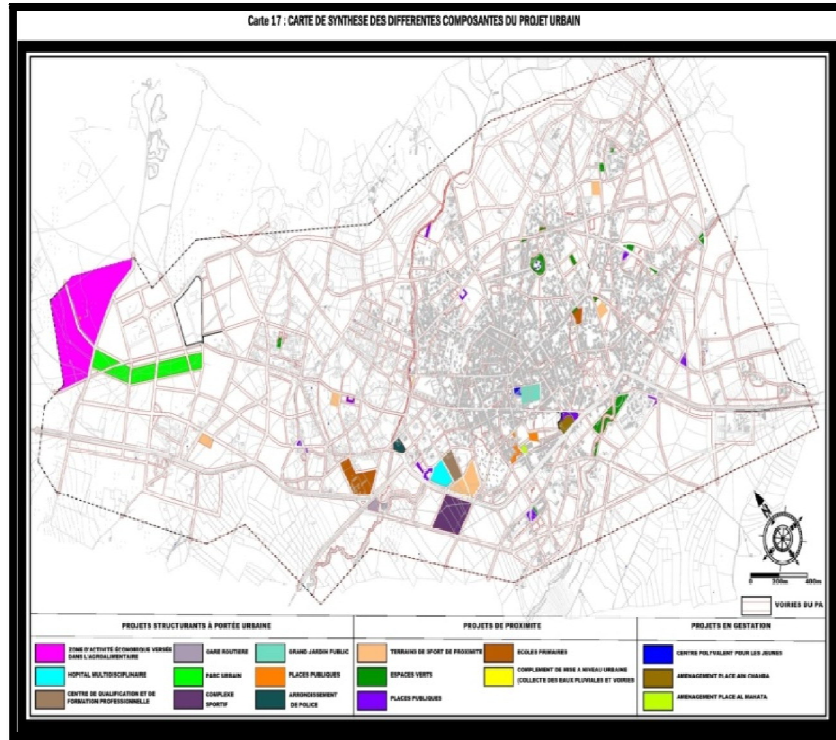 Carte 17 : CARTE DE SYNTHESE DES DIFFERENTES COMPOSANTES DU PROJET URBAIN
0 200m 400m
VOIRIES DU PA
PROJETS STRUCTURANTS À PORTÉE URBAINE
PROJETS DE PROXIMITE
PROJETS EN GESTATION
ZONE D'ACTIVITÉ ÉCONOMIQUE VERSÉE
DANS L'AGROALIMENTAIRE
GARE ROUTIERE
GRAND JARDIN PUBLIC
TERRAINS DE SPORT DE PROXIMITE
ECOLES PRIMAIRES
CENTRE POLYVALENT POUR LES JEUNES
HOPITAL MULTIDISCIPLINAIRE
PARC URBAIN
PLACES PUBLIQUES
ESPACES VERTS
COMPLEMENT DE MISE A NIVEAU URBAINE
(COLLECTE DES EAUX PLUVIALES ET VOIRIES)
AMENAGEMENT PLACE AIN CHAHBA
CENTRE DE QUALIFICATION ET DE
FORMATION PROFESSIONNELLE
COMPLEXE
SPORTIF
ARRONDISSEMENT
DE POLICE
PLACES PUBLIQUES
AMENAGEMENT PLACE AL MAHATA